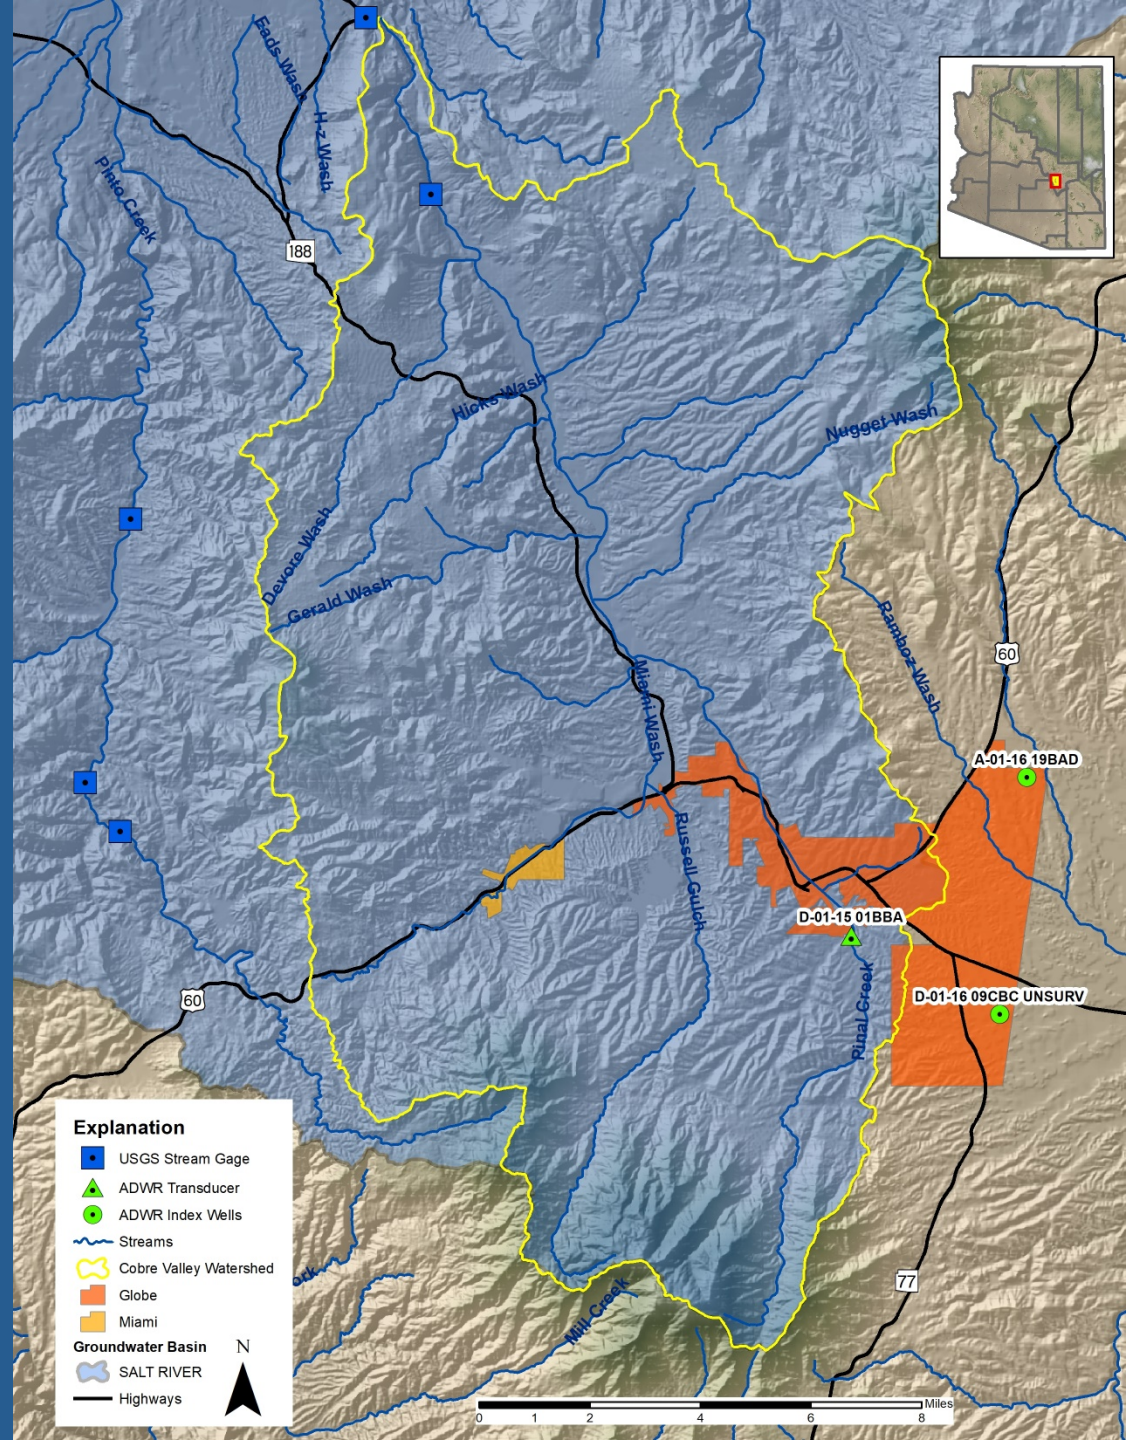 Eads Wash
H-z Wash
Pinto Creek
188
Hicks Wash
Nugget Wash
Devore Wash
Gerald Wash
Ramboz Wash
60
Miami Wash
A-01-16 19BAD
Russell Gulch
D-01-15 01BBA
Pinal Creek
D-01-16 09CBC UNSURV
60
77
ork
Mill Creek
Explanation
USGS Stream Gage
ADWR Transducer
ADWR Index Wells
Streams
Cobre Valley Watershed
Globe
Miami
Groundwater Basin
N
SALT RIVER
Highways
Miles
0 1 2 4 6 8